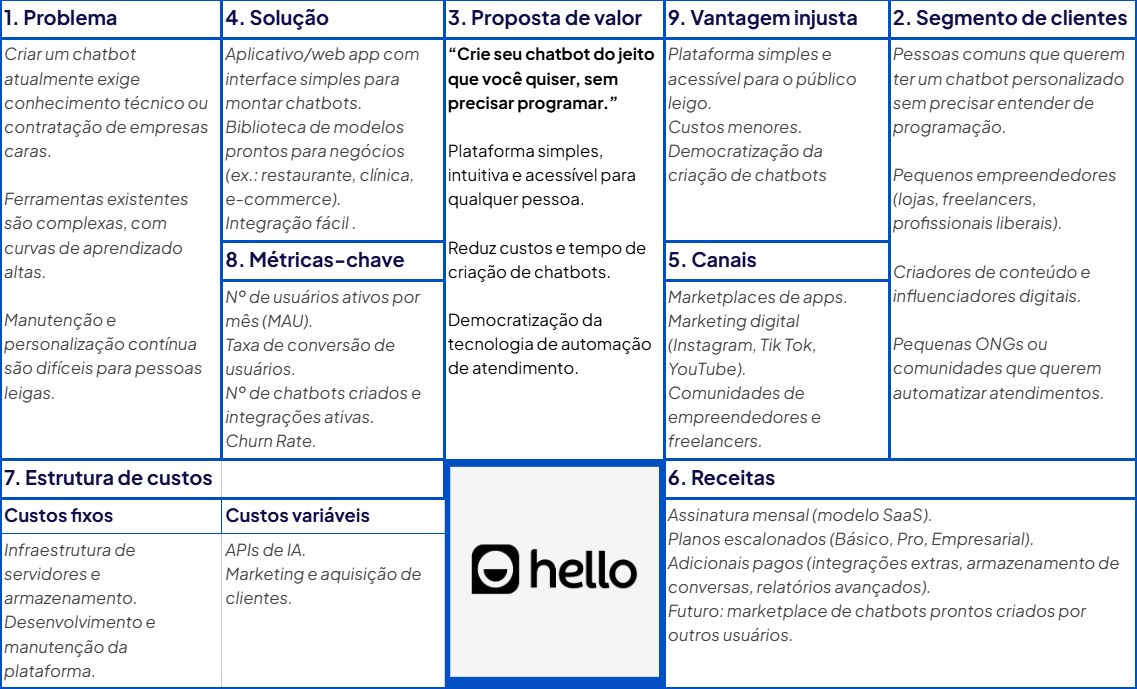 1. Problema
Criar um chatbot
atualmente exige
conhecimento técnico ou
contratação de empresas
caras.
Ferramentas existentes
são complexas, com
curvas de aprendizado
altas.
Manutenção e
personalização contínua
são difíceis para pessoas
leigas.
4. Solução
Aplicativo/web app com
interface simples para
montar chatbots.
Biblioteca de modelos
prontos para negócios
(ex.: restaurante, clínica,
e-commerce).
Integração fácil .
8. Métricas-chave
Nº de usuários ativos por
mês (MAU).
Taxa de conversão de
usuários.
Nº de chatbots criados e
integrações ativas.
Churn Rate.
3. Proposta de valor
“Crie seu chatbot do jeito
que você quiser, sem
precisar programar.”
Plataforma simples,
intuitiva e acessível para
qualquer pessoa.
Reduz custos e tempo de
criação de chatbots.
Democratização da
tecnologia de automação
de atendimento.
9. Vantagem injusta
Plataforma simples e
acessível para o público
leigo.
Custos menores.
Democratização da
criação de chatbots
5. Canais
Marketplaces de apps.
Marketing digital
(Instagram, Tik Tok,
YouTube).
Comunidades de
empreendedores e
freelancers.
2. Segmento de clientes
Pessoas comuns que querem
ter um chatbot personalizado
sem precisar entender de
programação.
Pequenos empreendedores
(lojas, freelancers,
profissionais liberais).
Criadores de conteúdo e
influenciadores digitais.
Pequenas ONGs ou
comunidades que querem
automatizar atendimentos.
7. Estrutura de custos
Custos fixos
Infraestrutura de
servidores e
armazenamento.
Desenvolvimento e
manutenção da
plataforma.
Custos variáveis
APIs de IA.
Marketing e aquisição de
clientes.
hello
6. Receitas
Assinatura mensal (modelo SaaS).
Planos escalonados (Básico, Pro, Empresarial).
Adicionais pagos (integrações extras, armazenamento de
conversas, relatórios avançados).
Futuro: marketplace de chatbots prontos criados por
outros usuários.